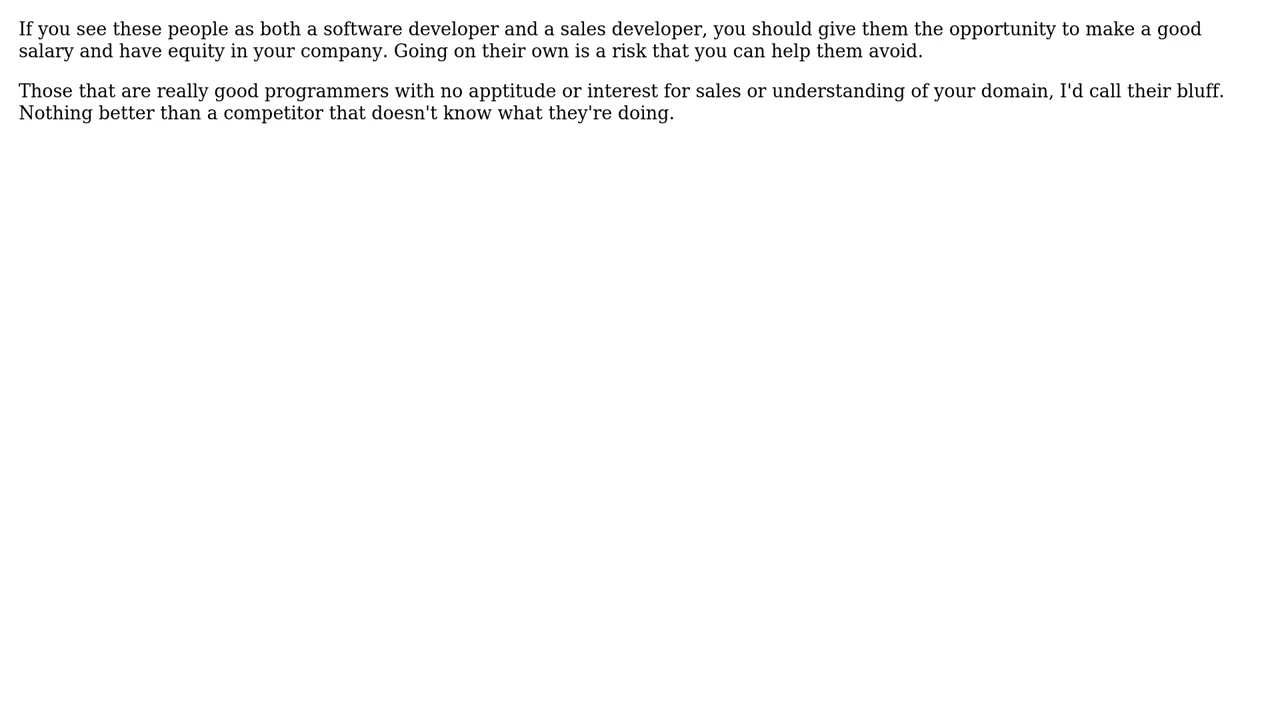 If you see these people as both a software developer and a sales developer, you should give them the opportunity to make a good
salary and have equity in your company. Going on their own is a risk that you can help them avoid.
Those that are really good programmers with no apptitude or interest for sales or understanding of your domain, I'd call their bluff.
Nothing better than a competitor that doesn't know what they're doing.